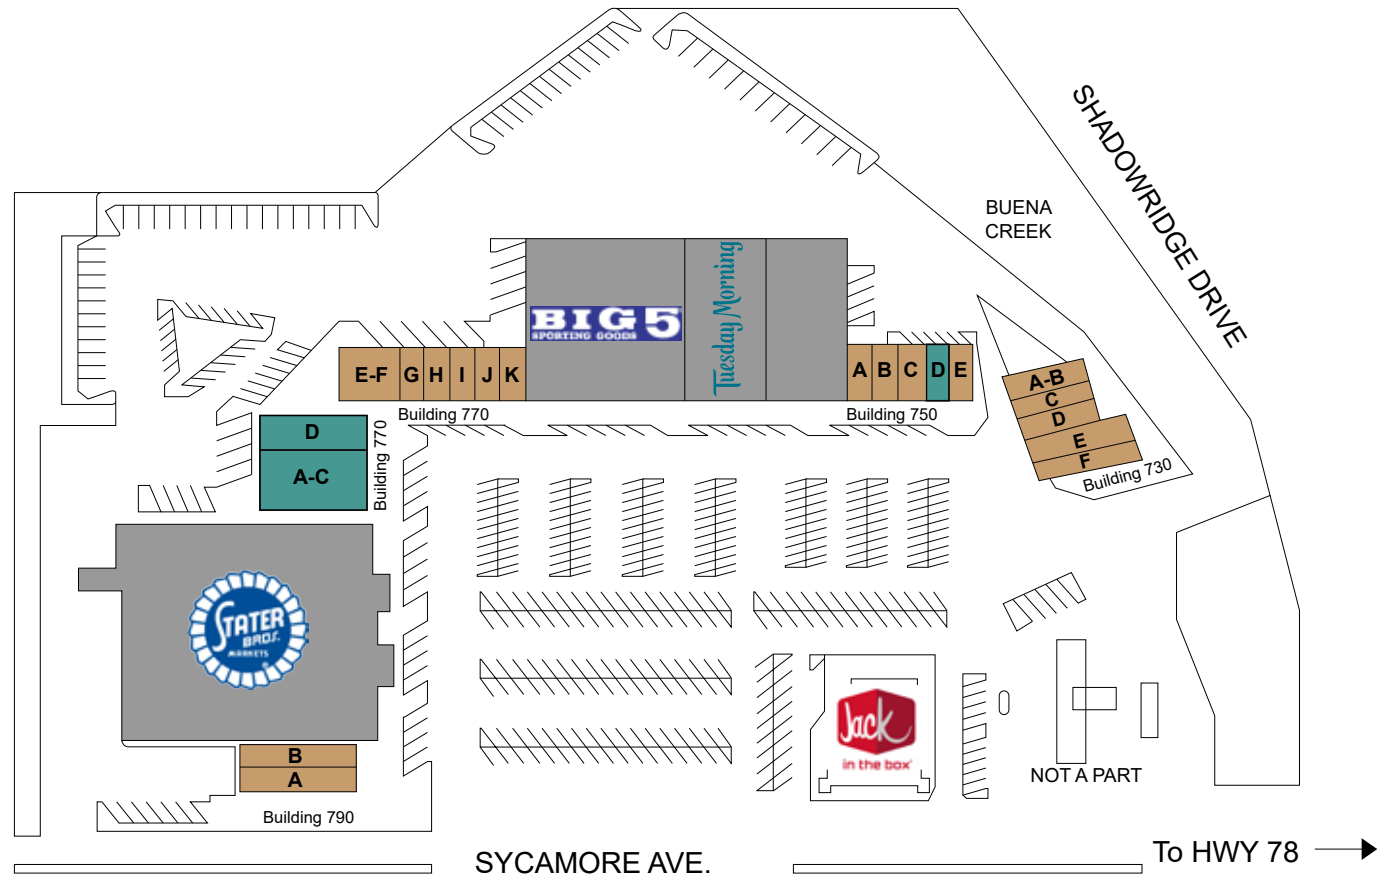 SHADOWRIDGE DRIVE
BUENA
CREEK
BIG 5
SPORTING GOODS
Tuesday Morning
E-F
G
H
I
J
K
A
B
C
D
E
Building 770
Building 750
A-B
C
D
E
F
Building 730
D
A-C
Building 770
STATER
BROS.
MARKETS
Jack
in the box
NOT A PART
B
A
Building 790
SYCAMORE AVE.
To HWY 78